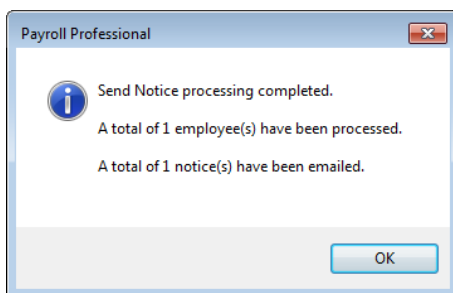 Payroll Professional
Send Notice processing completed.
A total of 1 employee(s) have been processed.
A total of 1 notice(s) have been emailed.
OK